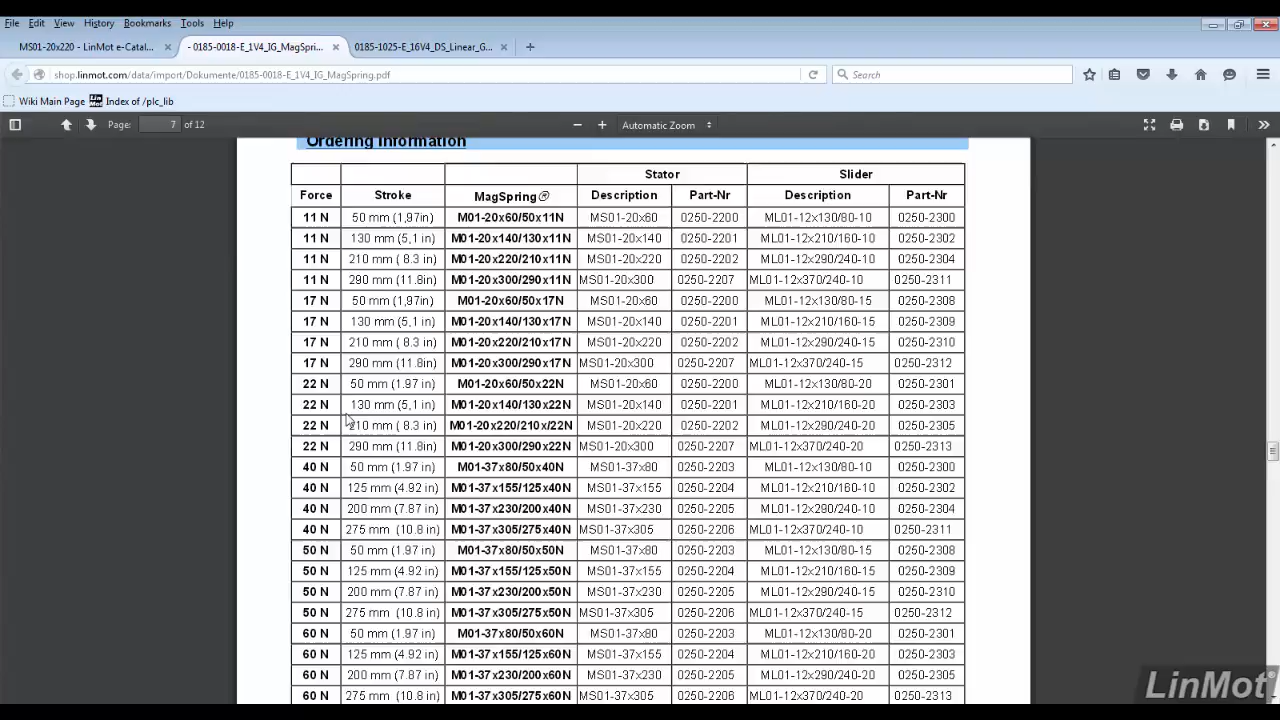 File Edit View History Bookmarks Tools Help
MS01-20x220 - LinMot e-Catal... × - 0185-0018-E_1V4_IG_MagSpri... × 0185-1025-E_16V4_DS_Linear_G... × +
shop.linmot.com/data/import/Dokumente/0185-0018-E_1V4_IG_MagSpring.pdf Search
Wiki Main Page Index of /plc_lib
Page: 7 of 12 Automatic Zoom
Ordering Information
Stator Slider
Force Stroke MagSpring Description Part-Nr Description Part-Nr
11 N 50 mm (1,97in) M01-20x60/50x11N MS01-20x60 0250-2200 ML01-12x130/80-10 0250-2300
11 N 130 mm (5,1 in) M01-20x140/130x11N MS01-20x140 0250-2201 ML01-12x210/160-10 0250-2302
11 N 210 mm ( 8.3 in) M01-20x220/210x11N MS01-20x220 0250-2202 ML01-12x290/240-10 0250-2304
11 N 290 mm (11.8in) M01-20x300/290x11N MS01-20x300 0250-2207 ML01-12x370/240-10 0250-2311
17 N 50 mm (1,97in) M01-20x60/50x17N MS01-20x60 0250-2200 ML01-12x130/80-15 0250-2308
17 N 130 mm (5,1 in) M01-20x140/130x17N MS01-20x140 0250-2201 ML01-12x210/160-15 0250-2309
17 N 210 mm ( 8.3 in) M01-20x220/210x17N MS01-20x220 0250-2202 ML01-12x290/240-15 0250-2310
17 N 290 mm (11.8in) M01-20x300/290x17N MS01-20x300 0250-2207 ML01-12x370/240-15 0250-2312
22 N 50 mm (1.97 in) M01-20x60/50x22N MS01-20x60 0250-2200 ML01-12x130/80-20 0250-2301
22 N 130 mm (5,1 in) M01-20x140/130x22N MS01-20x140 0250-2201 ML01-12x210/160-20 0250-2303
22 N 210 mm ( 8.3 in) M01-20x220/210x/22N MS01-20x220 0250-2202 ML01-12x290/240-20 0250-2305
22 N 290 mm (11.8in) M01-20x300/290x22N MS01-20x300 0250-2207 ML01-12x370/240-20 0250-2313
40 N 50 mm (1.97 in) M01-37x80/50x40N MS01-37x80 0250-2203 ML01-12x130/80-10 0250-2300
40 N 125 mm (4.92 in) M01-37x155/125x40N MS01-37x155 0250-2204 ML01-12x210/160-10 0250-2302
40 N 200 mm (7.87 in) M01-37x230/200x40N MS01-37x230 0250-2205 ML01-12x290/240-10 0250-2304
40 N 275 mm (10.8 in) M01-37x305/275x40N MS01-37x305 0250-2206 ML01-12x370/240-10 0250-2311
50 N 50 mm (1.97 in) M01-37x80/50x50N MS01-37x80 0250-2203 ML01-12x130/80-15 0250-2308
50 N 125 mm (4.92 in) M01-37x155/125x50N MS01-37x155 0250-2204 ML01-12x210/160-15 0250-2309
50 N 200 mm (7.87 in) M01-37x230/200x50N MS01-37x230 0250-2205 ML01-12x290/240-15 0250-2310
50 N 275 mm (10.8 in) M01-37x305/275x50N MS01-37x305 0250-2206 ML01-12x370/240-15 0250-2312
60 N 50 mm (1.97 in) M01-37x80/50x60N MS01-37x80 0250-2203 ML01-12x130/80-20 0250-2301
60 N 125 mm (4.92 in) M01-37x155/125x60N MS01-37x155 0250-2204 ML01-12x210/160-20 0250-2303
60 N 200 mm (7.87 in) M01-37x230/200x60N MS01-37x230 0250-2205 ML01-12x290/240-20 0250-2305
60 N 275 mm (10.8 in) M01-37x305/275x60N MS01-37x305 0250-2206 ML01-12x370/240-20 0250-2313
LinMot®